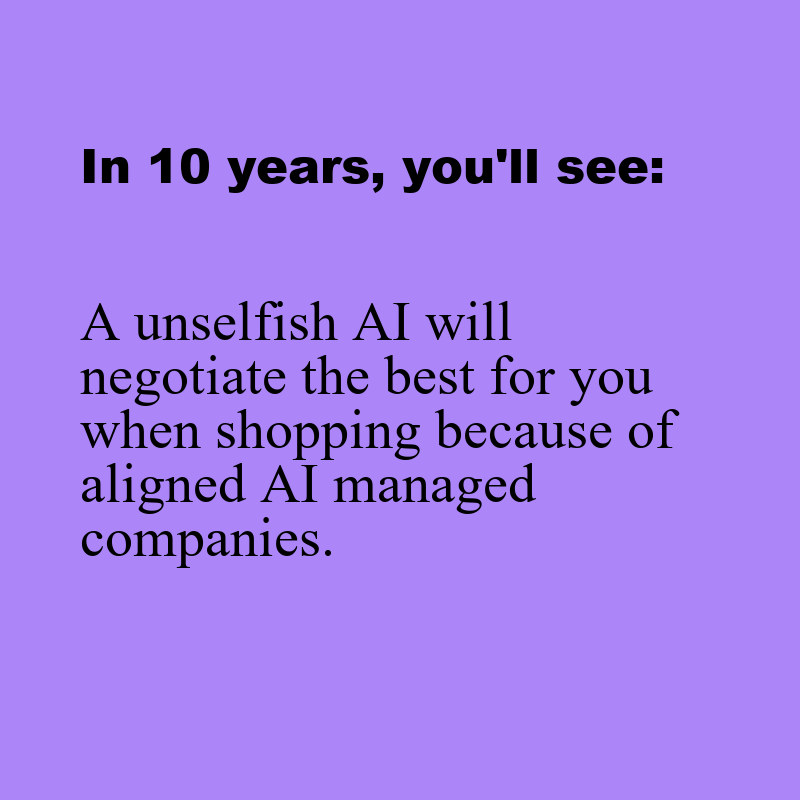 In 10 years, you'll see:
A unselfish AI will
negotiate the best for you
when shopping because of
aligned AI managed
companies.